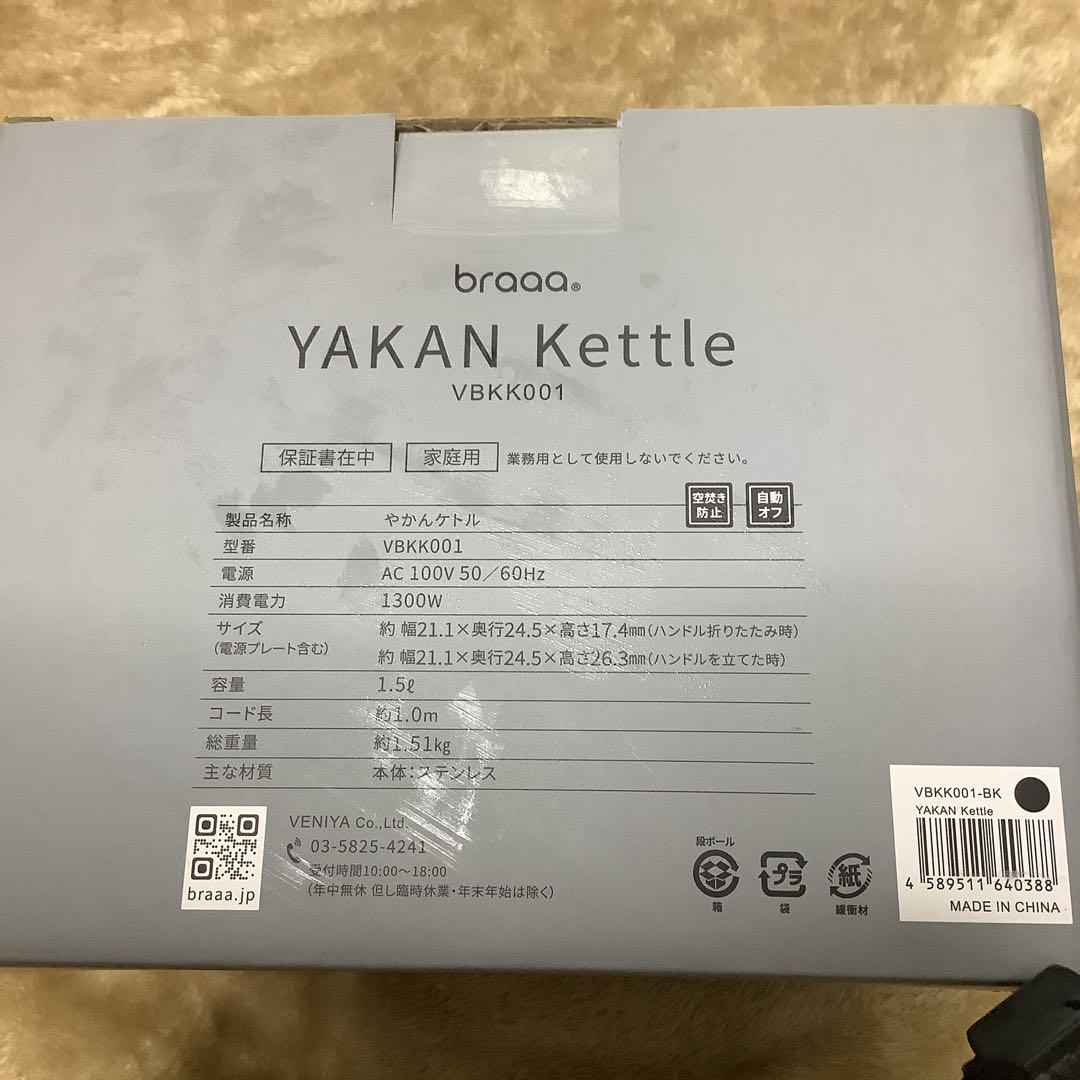 braaa®
YAKAN Kettle
VBKK001
保証書在中 家庭用 業務用として使用しないでください。
空焚き防止 自動オフ
製品名称 やかんケトル
型番 VBKK001
電源 AC 100V 50／60Hz
消費電力 1300W
サイズ 約 幅21.1×奥行24.5×高さ17.4㎜(ハンドル折りたたみ時)
(電源プレート含む) 約 幅21.1×奥行24.5×高さ26.3㎜(ハンドルを立てた時)
容量 1.5ℓ
コード長 約1.0m
総重量 約1.51kg
主な材質 本体：ステンレス
VENIYA Co.,Ltd.
03-5825-4241
受付時間10:00〜18:00
(年中無休 但し臨時休業・年末年始は除く)
braaa.jp
段ボール
箱
プラ
袋
紙
緩衝材
VBKK001-BK
YAKAN Kettle
4 589511 640388
MADE IN CHINA